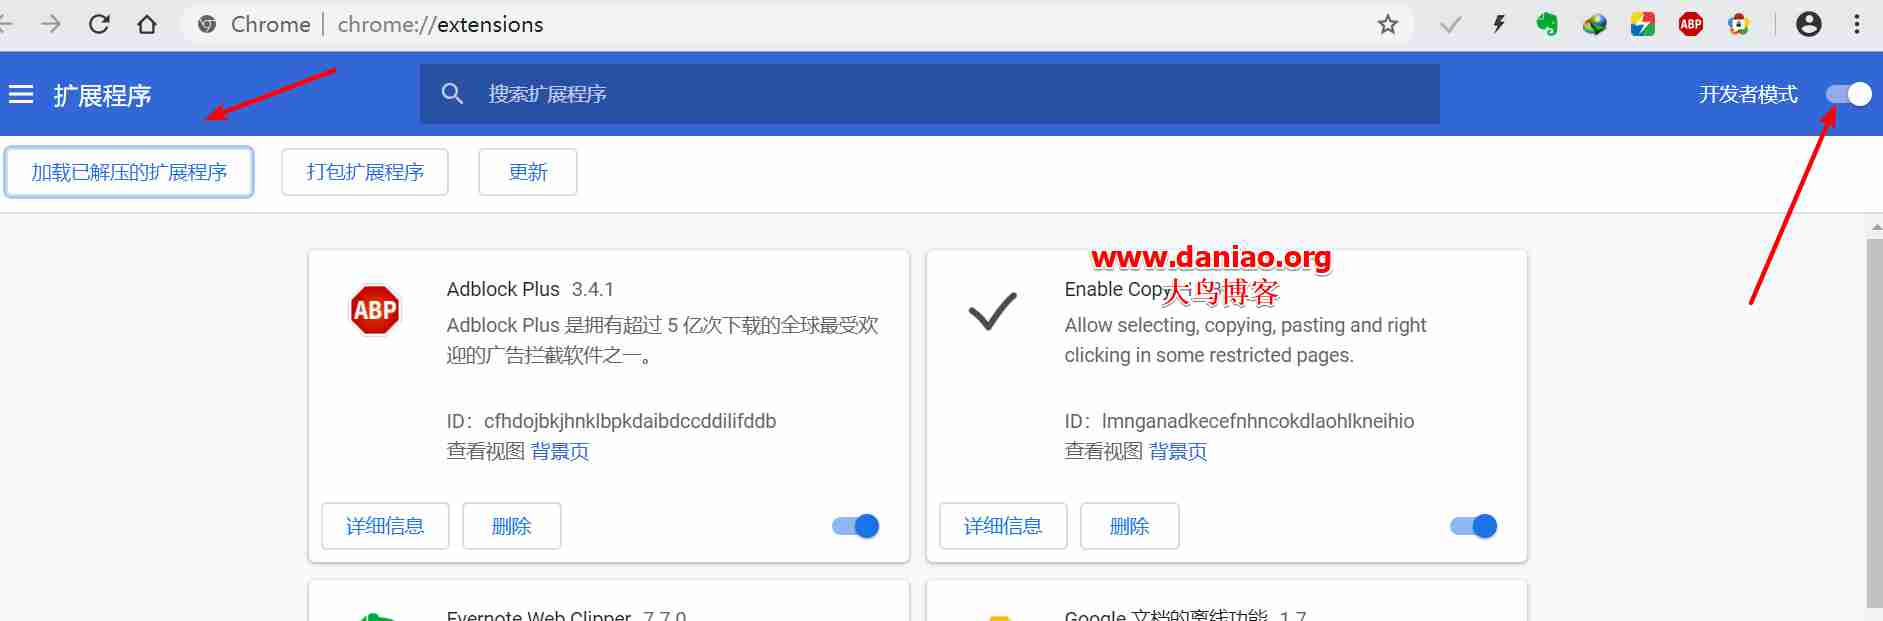 Chrome | chrome://extensions
ABP
扩展程序
搜索扩展程序
开发者模式
加载已解压的扩展程序
打包扩展程序
更新
www.daniao.org
大鸟博客
ABP
Adblock Plus 3.4.1
Adblock Plus 是拥有超过 5 亿次下载的全球最受欢
迎的广告拦截软件之一。
ID：cfhdojbkjhnklbpkdaibdccddilifddb
查看视图 背景页
详细信息
删除
Enable Copy
Allow selecting, copying, pasting and right
clicking in some restricted pages.
ID：lmnganadkecefnhncokdlaohlkneihio
查看视图 背景页
详细信息
删除
Evernote Web Clipper 7.7.0
Google 文档的离线功能 1.7